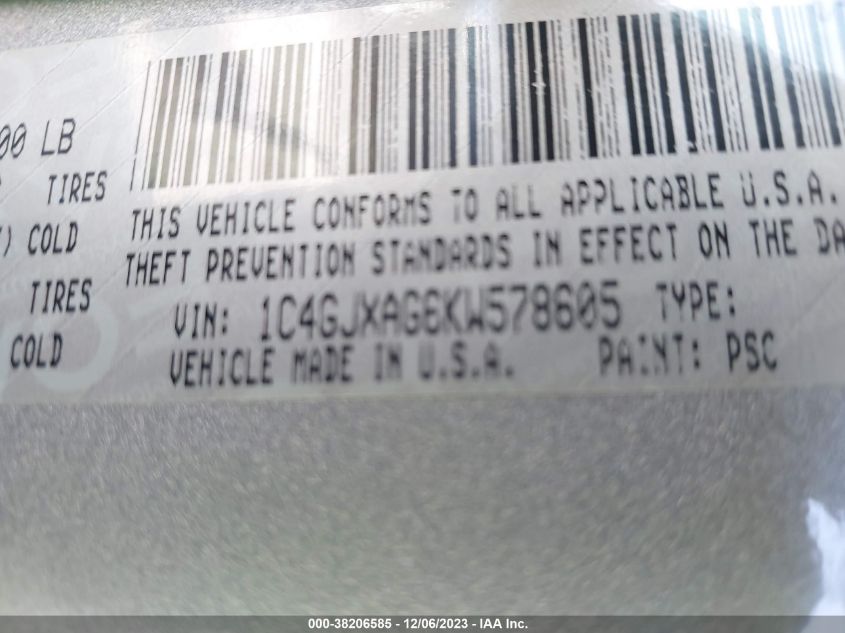 00 LB
TIRES
) COLD
TIRES
COLD
THIS VEHICLE CONFORMS TO ALL APPLICABLE U.S.A.
THEFT PREVENTION STANDARDS IN EFFECT ON THE DA
VIN: 1C4GJXAG6KW578605 TYPE:
VEHICLE MADE IN U.S.A. PAINT: PSC
000-38206585 - 12/06/2023 - IAA Inc.